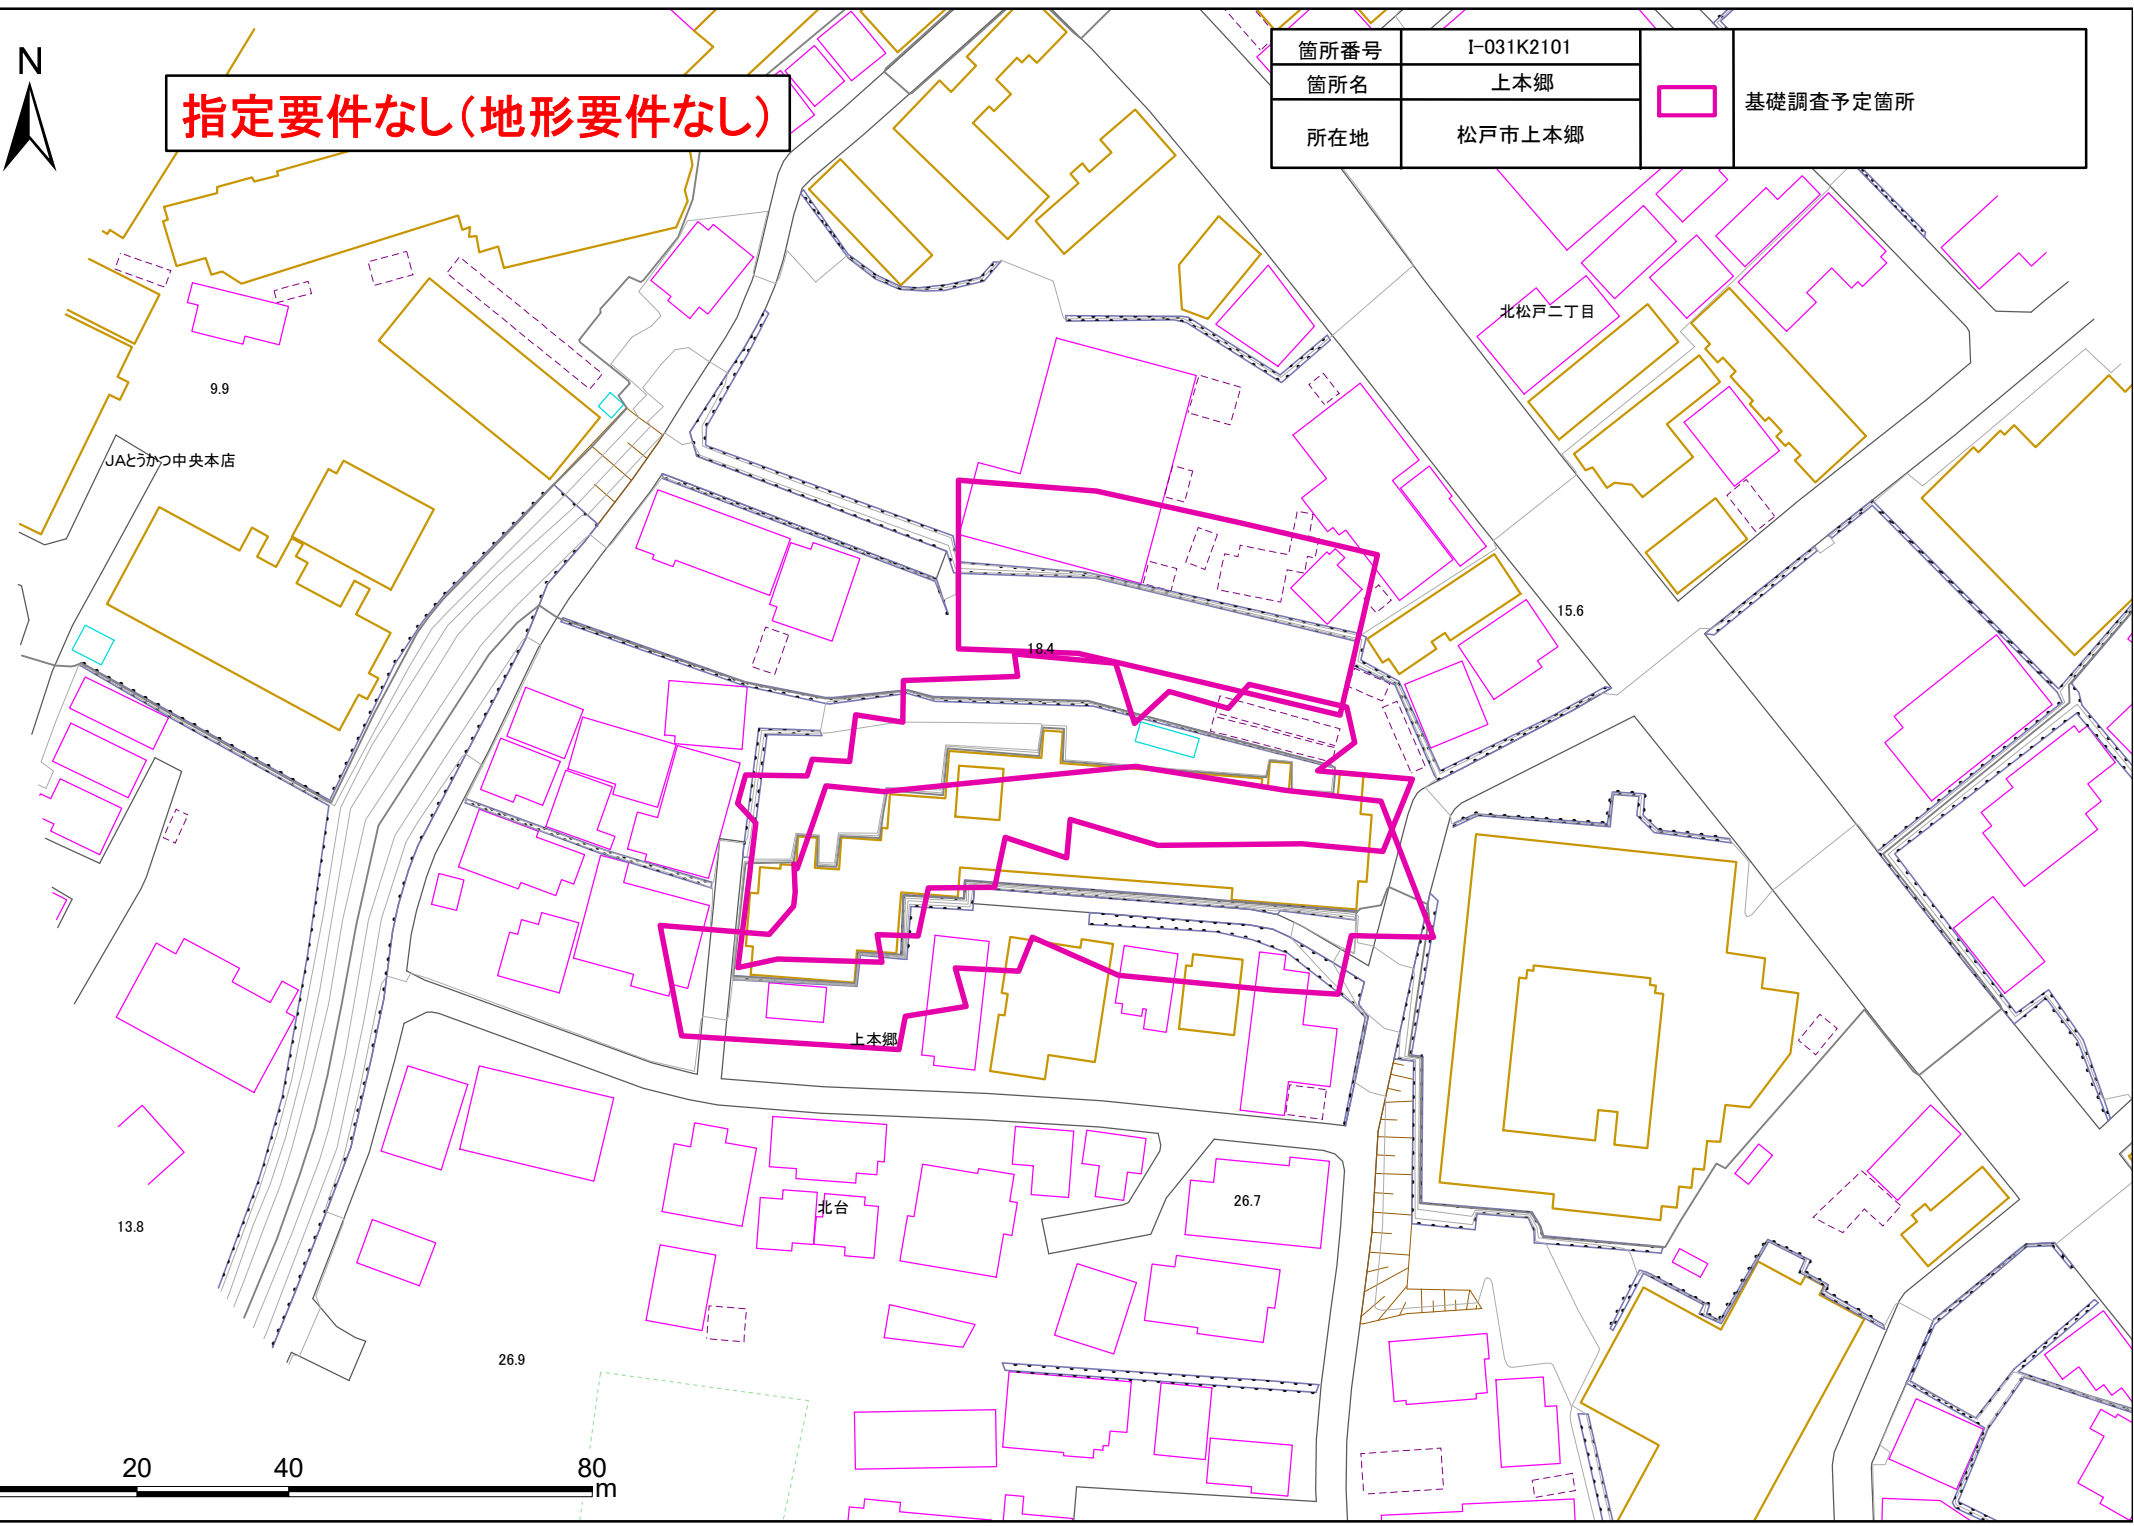 N
指定要件なし(地形要件なし)
箇所番号 I-031K2101
箇所名 上本郷
所在地 松戸市上本郷
基礎調査予定箇所
北松戸二丁目
9.9
JAとうかつ中央本店
15.6
18.4
上本郷
26.7
北台
13.8
26.9
20 40 80
m